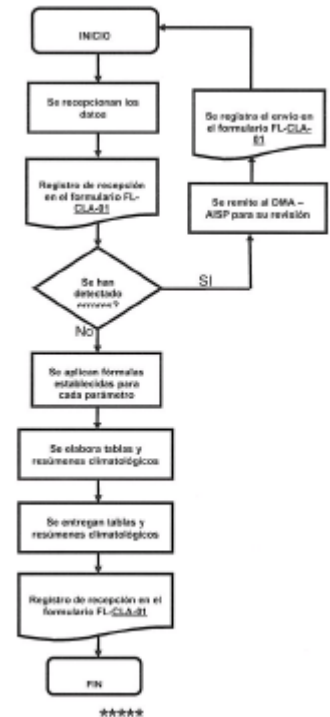 INICIO
Se recepcionan los
datos
Registro de recepción
en el formulario FL-
CLA-01
Se han
detectado
errores?
SI
No
Se remite al DMA –
AISP para su revisión
Se registra el envío en
el formulario FL-CLA-
01
Se aplican fórmulas
establecidas para
cada parámetro
Se elabora tablas y
resúmenes climatológicos
Se entregan tablas y
resúmenes climatológicos
Registro de recepción en el
formulario FL-CLA-01
FIN
*****